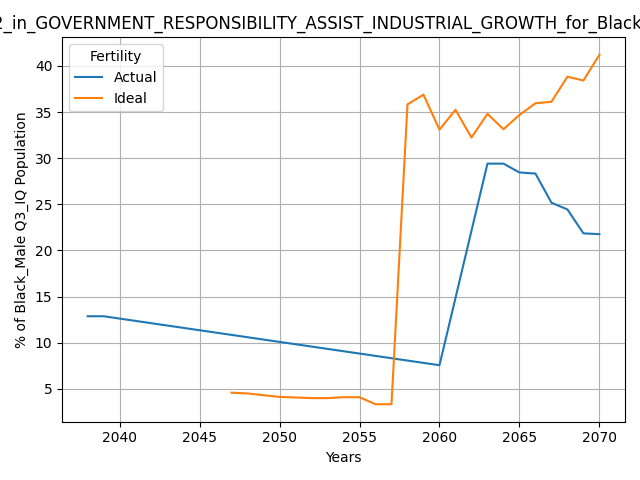 2_in_GOVERNMENT_RESPONSIBILITY_ASSIST_INDUSTRIAL_GROWTH_for_Black
Fertility
Actual
Ideal
% of Black_Male Q3_IQ Population
40
35
30
25
20
15
10
5
2040 2045 2050 2055 2060 2065 2070
Years